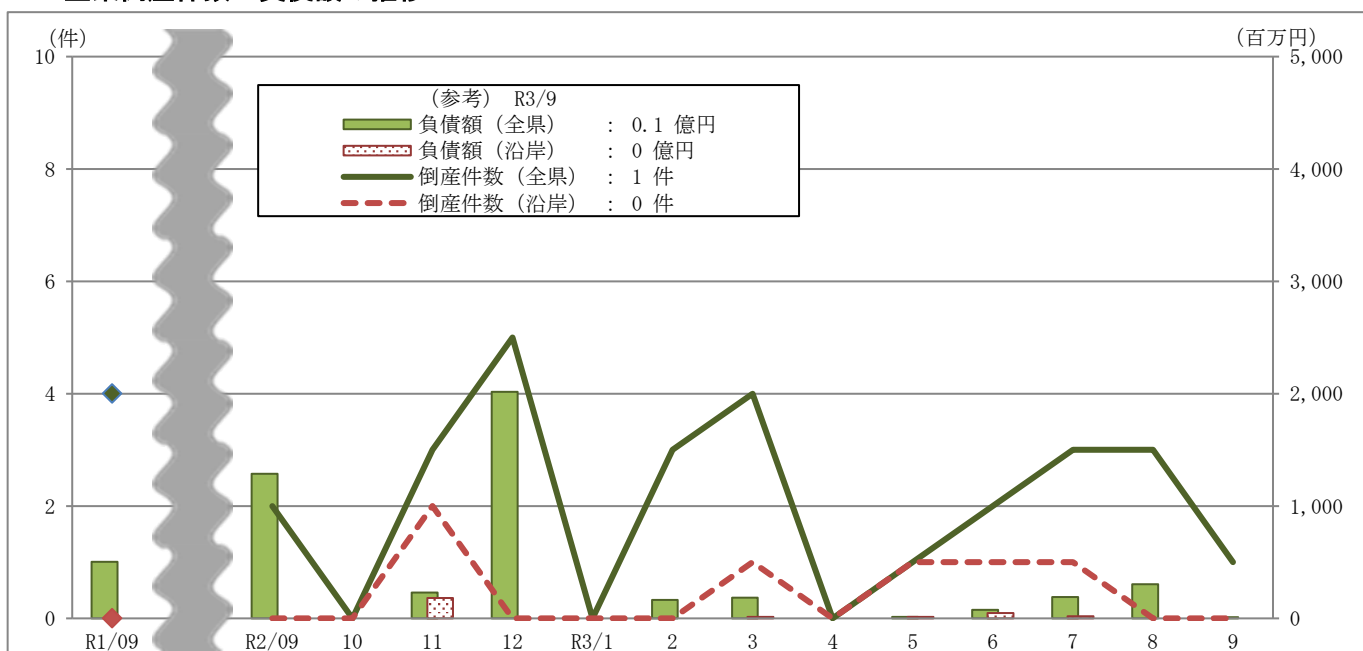 (件)
(百万円)
10
8
6
4
2
0
5,000
4,000
3,000
2,000
1,000
0
(参考) R3/9
負債額(全県) : 0.1 億円
負債額(沿岸) : 0 億円
倒産件数(全県) : 1 件
倒産件数(沿岸) : 0 件
R1/09 R2/09 10 11 12 R3/1 2 3 4 5 6 7 8 9